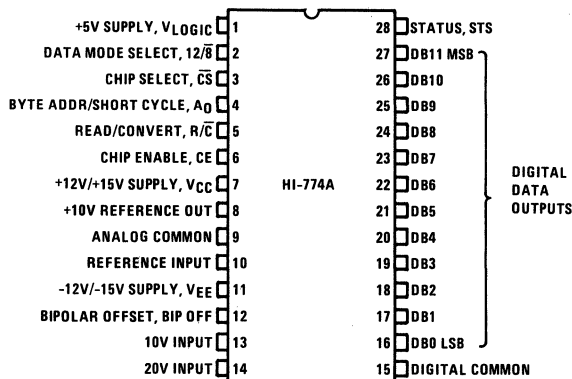 +5V SUPPLY, VLOGIC 1
DATA MODE SELECT, 12/8̅ 2
CHIP SELECT, C̅S̅ 3
BYTE ADDR/SHORT CYCLE, AO 4
READ/CONVERT, R/C̅ 5
CHIP ENABLE, CE 6
+12V/+15V SUPPLY, VCC 7
+10V REFERENCE OUT 8
ANALOG COMMON 9
REFERENCE INPUT 10
-12V/-15V SUPPLY, VEE 11
BIPOLAR OFFSET, BIP OFF 12
10V INPUT 13
20V INPUT 14
HI-774A
28 STATUS, STS
27 DB11 MSB
26 DB10
25 DB9
24 DB8
23 DB7
22 DB6
21 DB5
20 DB4
19 DB3
18 DB2
17 DB1
16 DB0 LSB
15 DIGITAL COMMON
DIGITAL
DATA
OUTPUTS